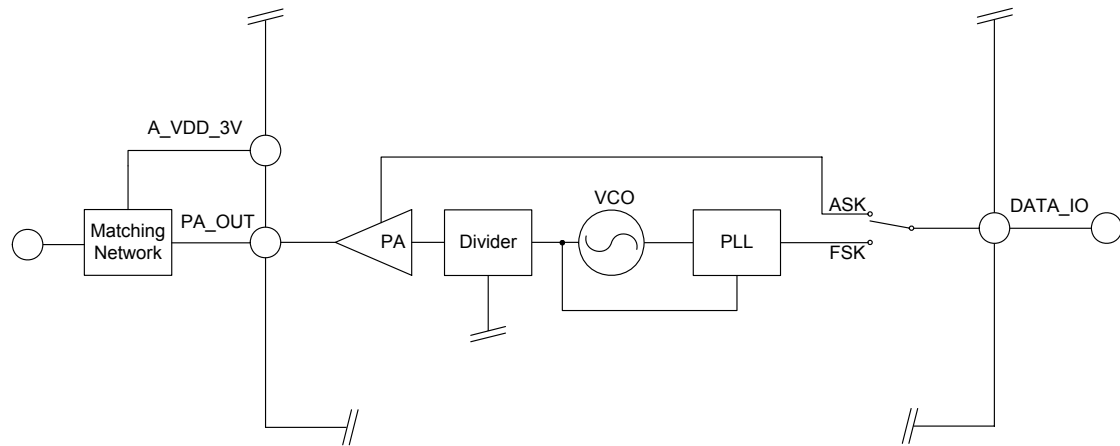 A_VDD_3V
VCO
ASK
DATA_IO
PA_OUT
Matching
Network
PA
Divider
PLL
FSK